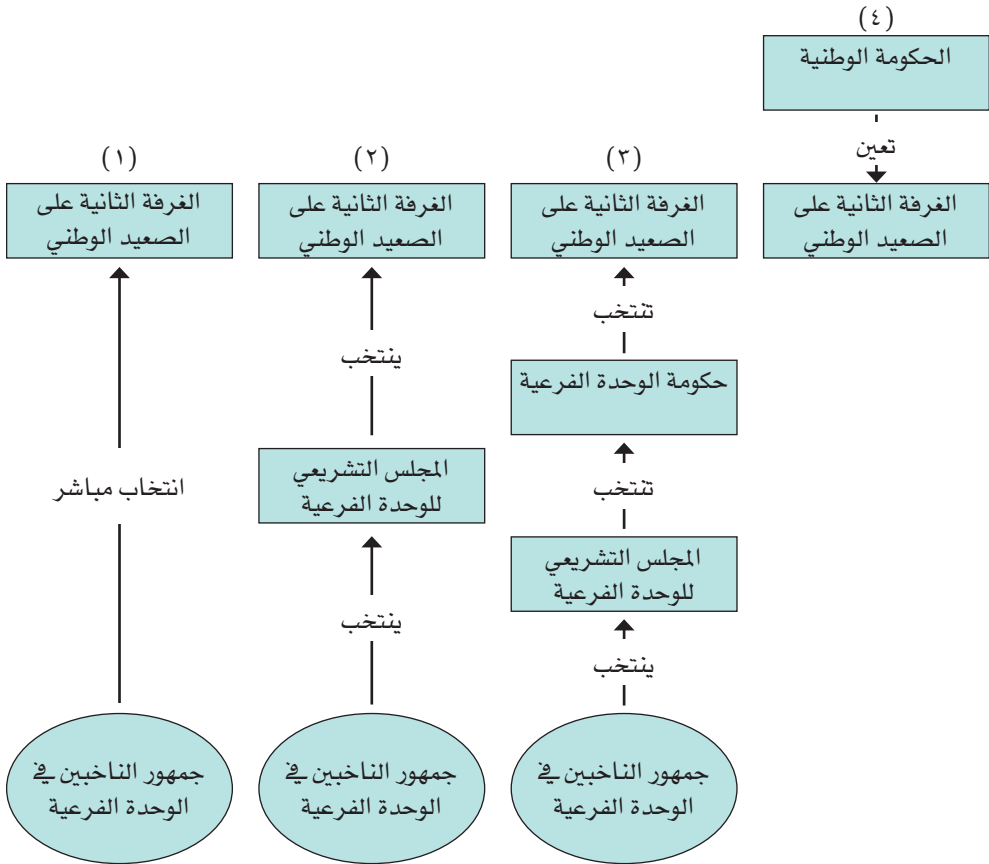 (٤)
الحكومة الوطنية
تعين
الغرفة الثانية على
الصعيد الوطني
(٣)
الغرفة الثانية على
الصعيد الوطني
تنتخب
حكومة الوحدة الفرعية
تنتخب
المجلس التشريعي
للوحدة الفرعية
ينتخب
جمهور الناخبين في
الوحدة الفرعية
(٢)
الغرفة الثانية على
الصعيد الوطني
ينتخب
المجلس التشريعي
للوحدة الفرعية
ينتخب
جمهور الناخبين في
الوحدة الفرعية
(١)
الغرفة الثانية على
الصعيد الوطني
انتخاب مباشر
جمهور الناخبين في
الوحدة الفرعية